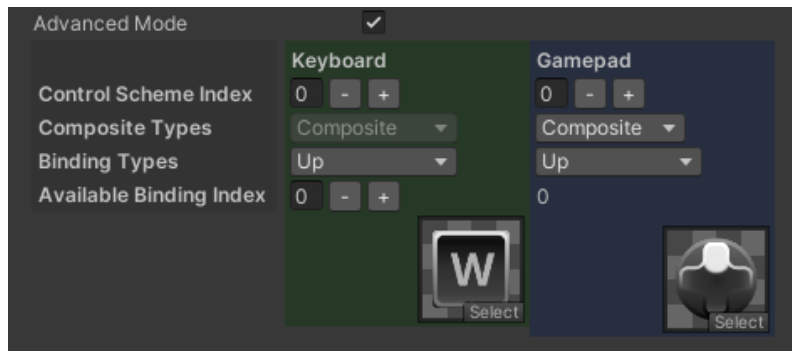 Advanced Mode
Keyboard Gamepad
Control Scheme Index 0 - + 0 - +
Composite Types Composite Composite
Binding Types Up Up
Available Binding Index 0 - + 0
W
Select Select